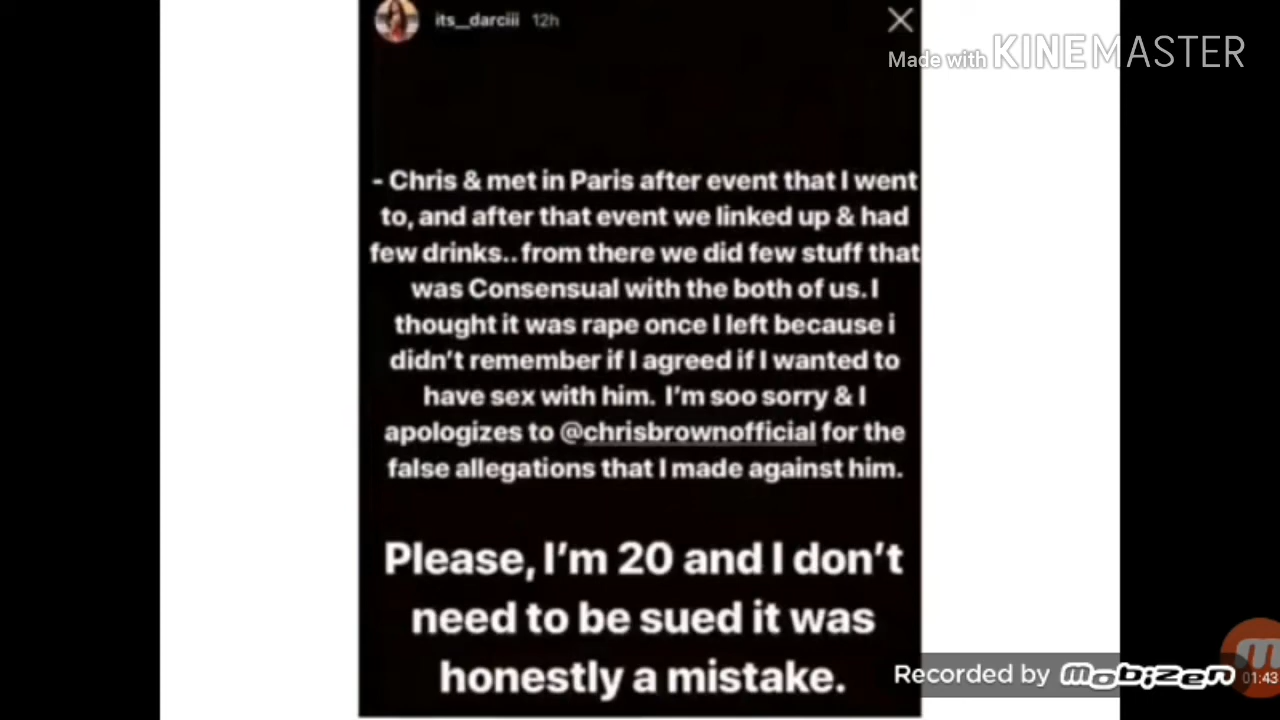 its__darciii 12h
Made with KINEMASTER
- Chris & met in Paris after event that I went
to, and after that event we linked up & had
few drinks.. from there we did few stuff that
was Consensual with the both of us. I
thought it was rape once I left because i
didn't remember if I agreed if I wanted to
have sex with him. I'm soo sorry & I
apologizes to @chrisbrownofficial for the
false allegations that I made against him.
Please, I'm 20 and I don't
need to be sued it was
honestly a mistake.
Recorded by mobizen
01:43